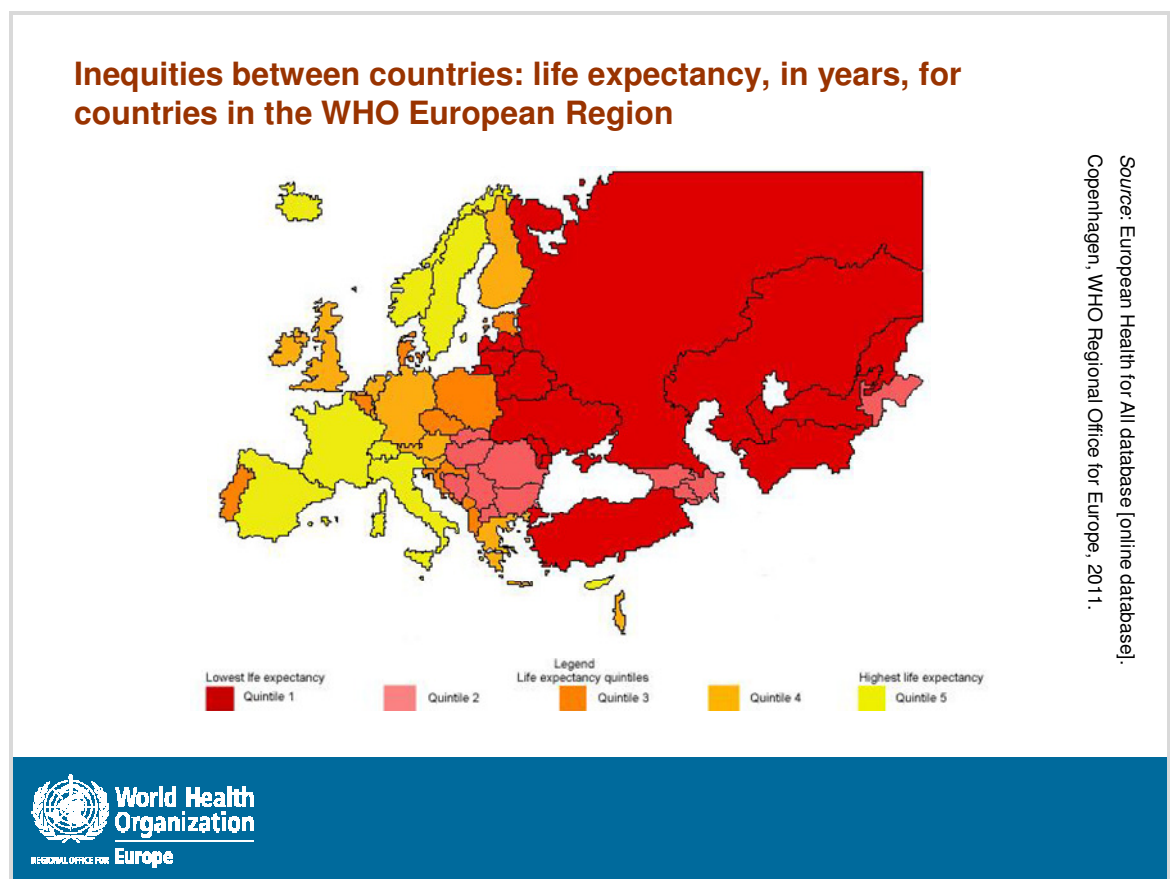 Inequities between countries: life expectancy, in years, for
countries in the WHO European Region
Source: European Health for All database [online database].
Copenhagen, WHO Regional Office for Europe, 2011.
Legend
Lowest lfe expectancy
Life expectancy quintiles
Highest life expectancy
Quintile 1
Quintile 2
Quintile 3
Quintile 4
Quintile 5
World Health
Organization
REGIONAL OFFICE FOR Europe